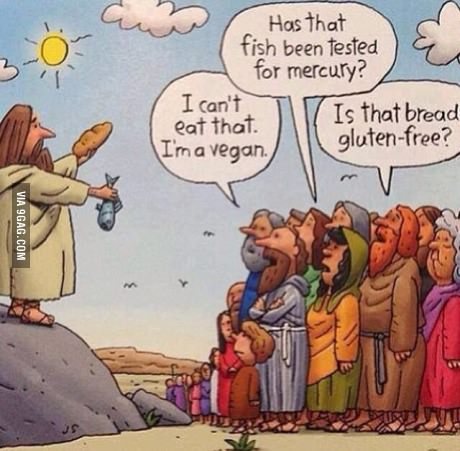 Has that
fish been tested
for mercury?
I can't
eat that.
I'm a vegan.
Is that bread
gluten-free?
VIA 9GAG.COM
JS